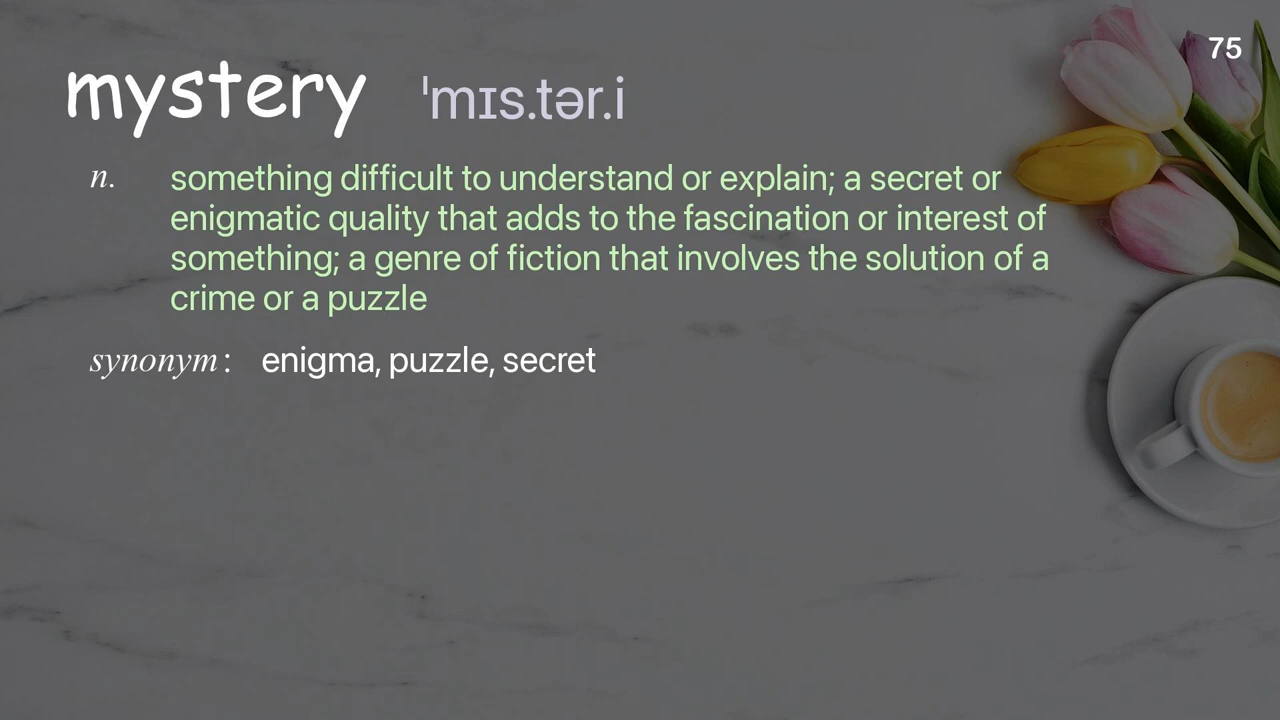 75
mystery ˈmɪs.tər.i
n. something difficult to understand or explain; a secret or
enigmatic quality that adds to the fascination or interest of
something; a genre of fiction that involves the solution of a
crime or a puzzle
synonym: enigma, puzzle, secret